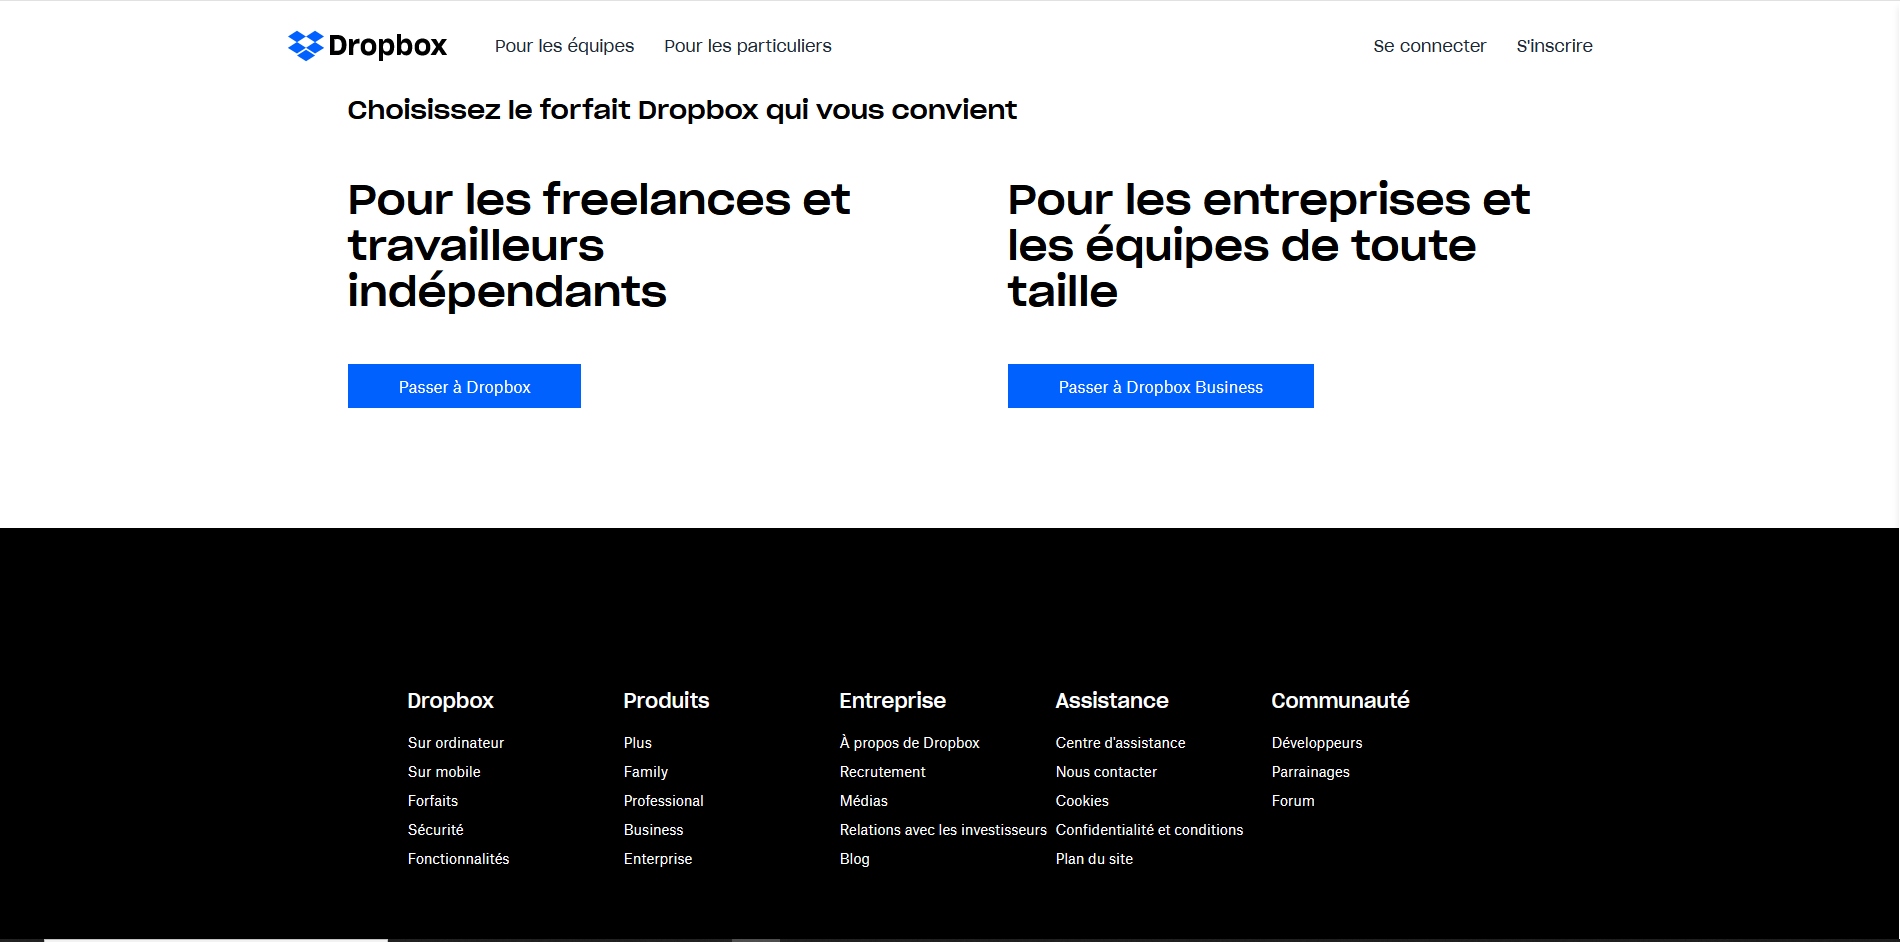 Dropbox
Pour les équipes
Pour les particuliers
Se connecter
S'inscrire
Choisissez le forfait Dropbox qui vous convient
Pour les freelances et
travailleurs
indépendants
Passer à Dropbox
Pour les entreprises et
les équipes de toute
taille
Passer à Dropbox Business
Dropbox
Sur ordinateur
Sur mobile
Forfaits
Sécurité
Fonctionnalités
Produits
Plus
Family
Professional
Business
Enterprise
Entreprise
À propos de Dropbox
Recrutement
Médias
Relations avec les investisseurs
Blog
Assistance
Centre d'assistance
Nous contacter
Cookies
Confidentialité et conditions
Plan du site
Communauté
Développeurs
Parrainages
Forum